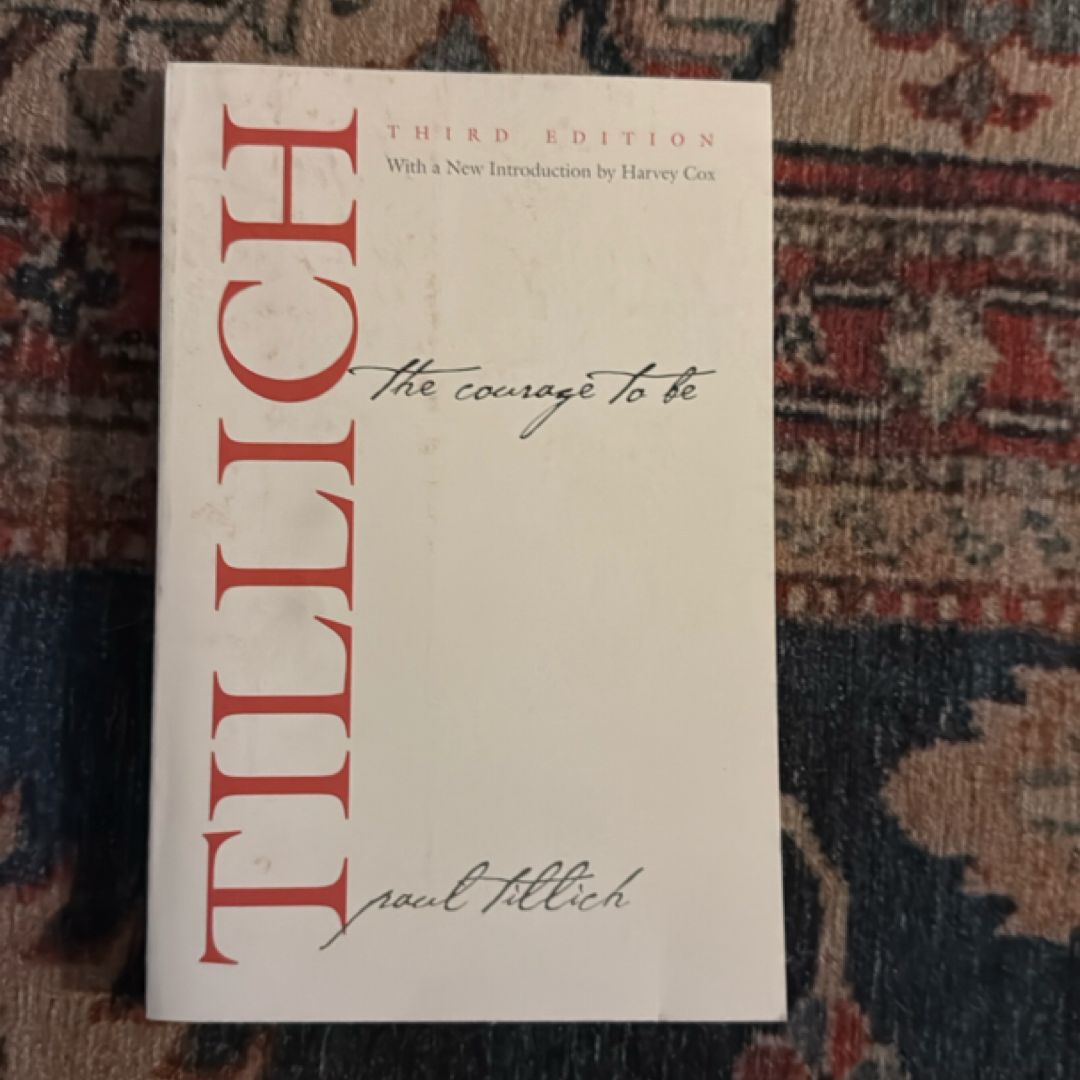 TILLICH
THIRD EDITION
With a New Introduction by Harvey Cox
the courage to be
paul tillich